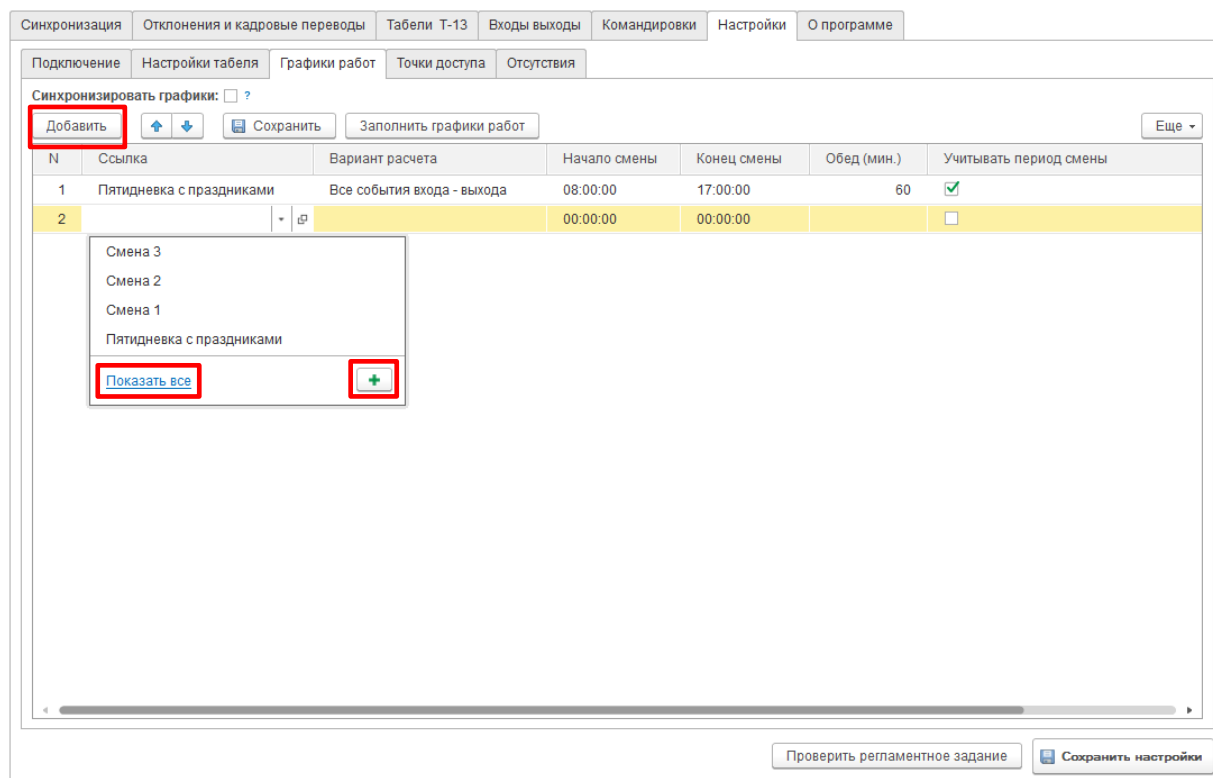 Синхронизация Отклонения и кадровые переводы Табели Т-13 Входы выходы Командировки Настройки О программе
Подключение Настройки табеля Графики работ Точки доступа Отсутствия
Синхронизировать графики: ?
Добавить Сохранить Заполнить графики работ Еще
N Ссылка Вариант расчета Начало смены Конец смены Обед (мин.) Учитывать период смены
1 Пятидневка с праздниками Все события входа - выхода 08:00:00 17:00:00 60
2 00:00:00 00:00:00
Смена 3
Смена 2
Смена 1
Пятидневка с праздниками
Показать все
Проверить регламентное задание Сохранить настройки